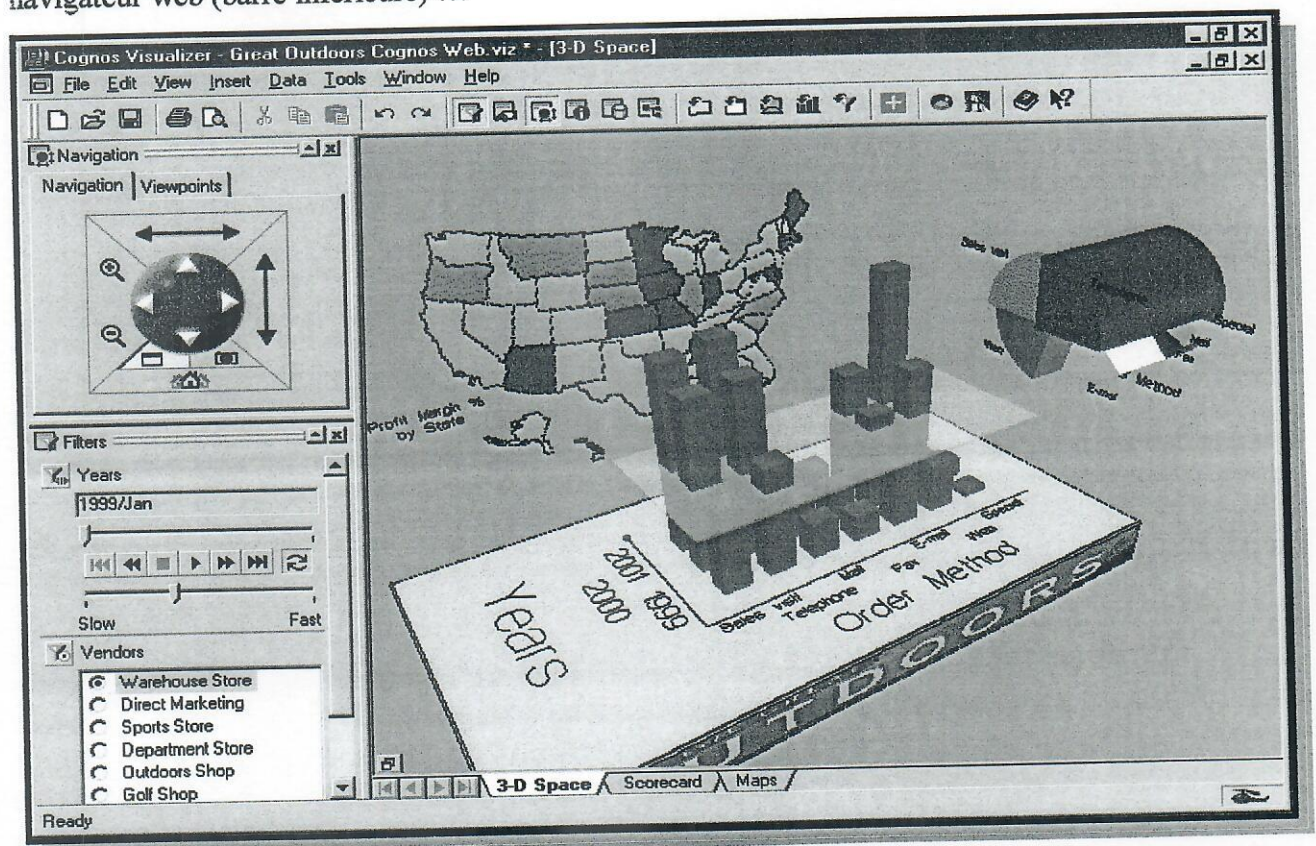 navigateur web (barre inférieure)
Cognos Visualizer - Great Outdoors Cognos Web.viz * - [3-D Space]
File Edit View Insert Data Tools Window Help
Navigation
Navigation Viewpoints
Filters
Years
1999/Jan
Slow Fast
Vendors
Warehouse Store
Direct Marketing
Sports Store
Department Store
Outdoors Shop
Golf Shop
Ready
Profit Margin %
by State
Sales visit
Web
E-mail
Method
Fax
Mail
Special
Years
2001
2000
1999
Sales visit
Telephone
Mail
Fax
E-mail
Web
Special
Order Method
UTDOORS
3-D Space Scorecard Maps